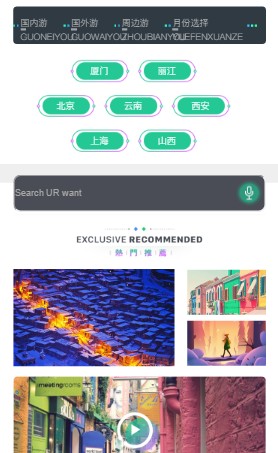 国内游 国外游 周边游 月份选择
GUONEIYOU GUOWAIYOU ZHOUBIANYOU YUEFENXUANZE
厦门 丽江
北京 云南 西安
上海 山西
Search UR want
EXCLUSIVE RECOMMENDED
热 門 推 薦
meetingrooms